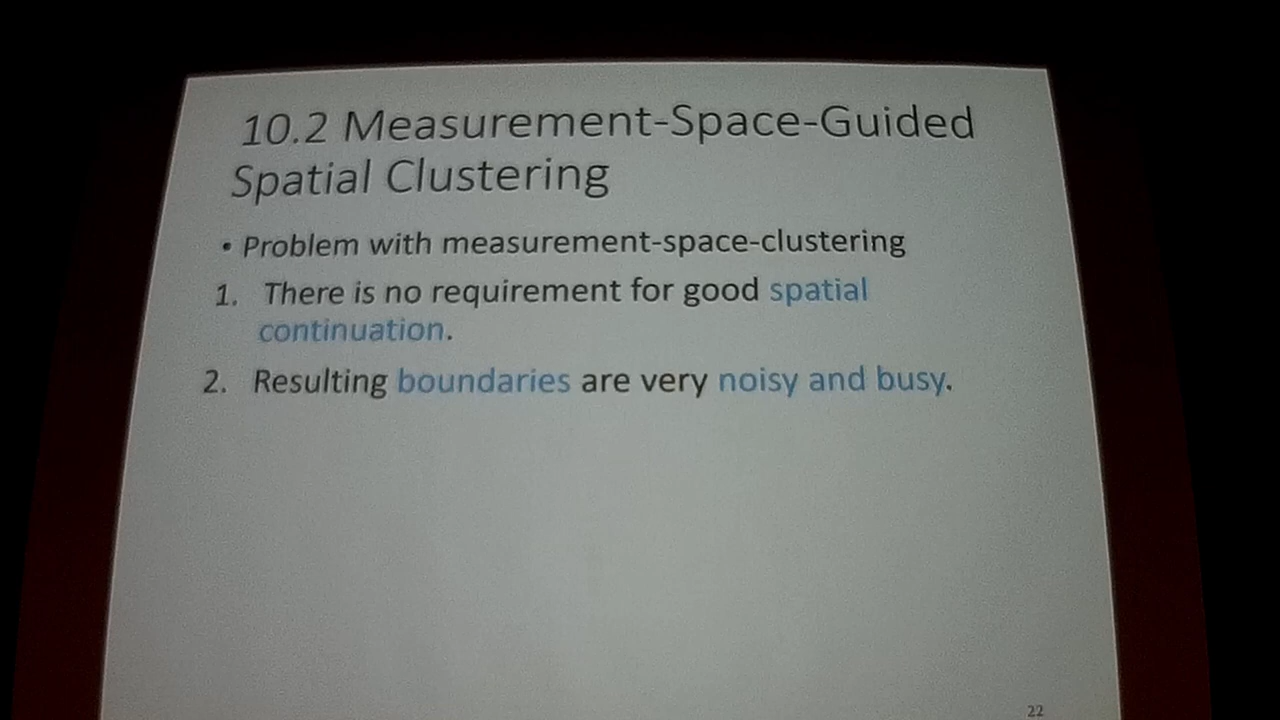 10.2 Measurement-Space-Guided
Spatial Clustering
• Problem with measurement-space-clustering
1. There is no requirement for good spatial
continuation.
2. Resulting boundaries are very noisy and busy.
22